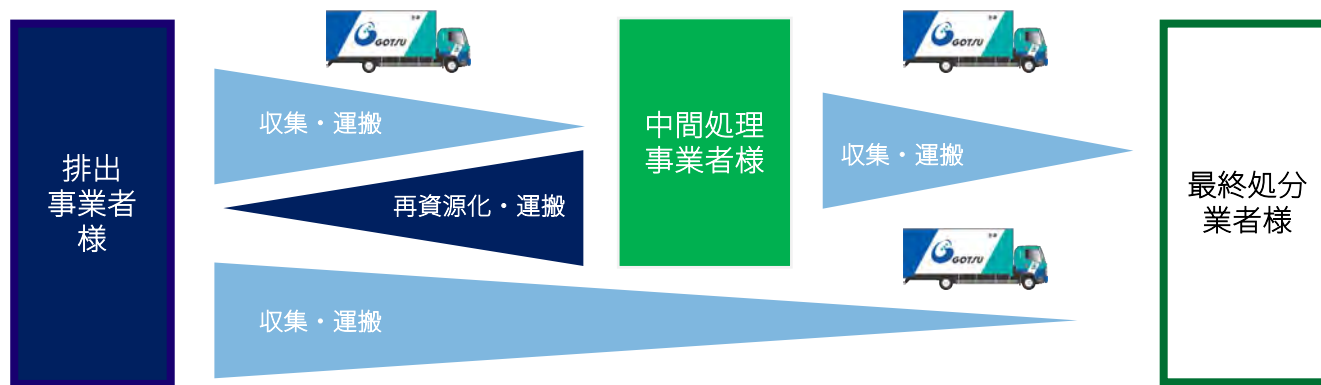 GOTSU
GOTSU
収集・運搬
中間処理
事業者様
収集・運搬
排出
事業者
様
再資源化・運搬
最終処分
業者様
GOTSU
収集・運搬